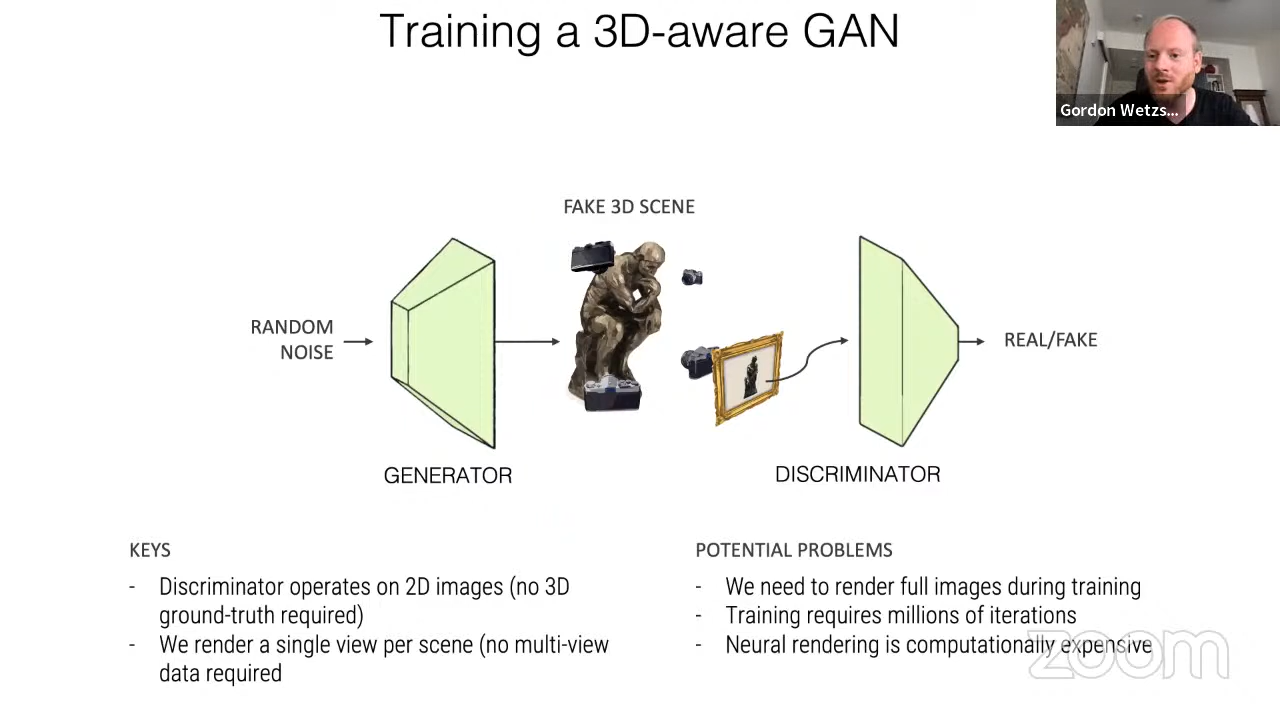 Training a 3D-aware GAN
Gordon Wetzs...
FAKE 3D SCENE
RANDOM
NOISE
REAL/FAKE
GENERATOR
DISCRIMINATOR
KEYS
- Discriminator operates on 2D images (no 3D
ground-truth required)
- We render a single view per scene (no multi-view
data required
POTENTIAL PROBLEMS
- We need to render full images during training
- Training requires millions of iterations
- Neural rendering is computationally expensive
zoom